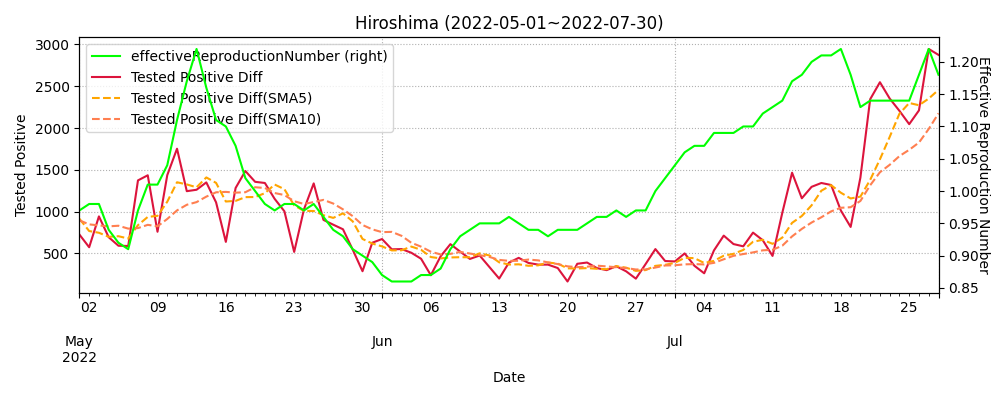 Hiroshima (2022-05-01~2022-07-30)
effectiveReproductionNumber (right)
Tested Positive Diff
Tested Positive Diff(SMA5)
Tested Positive Diff(SMA10)
Tested Positive
3000
2500
2000
1500
1000
500
1.20
1.15
1.10
1.05
1.00
0.95
0.90
0.85
Effective Reproduction Number
02 09 16 23 30 06 13 20 27 04 11 18 25
May Jun Jul
2022
Date